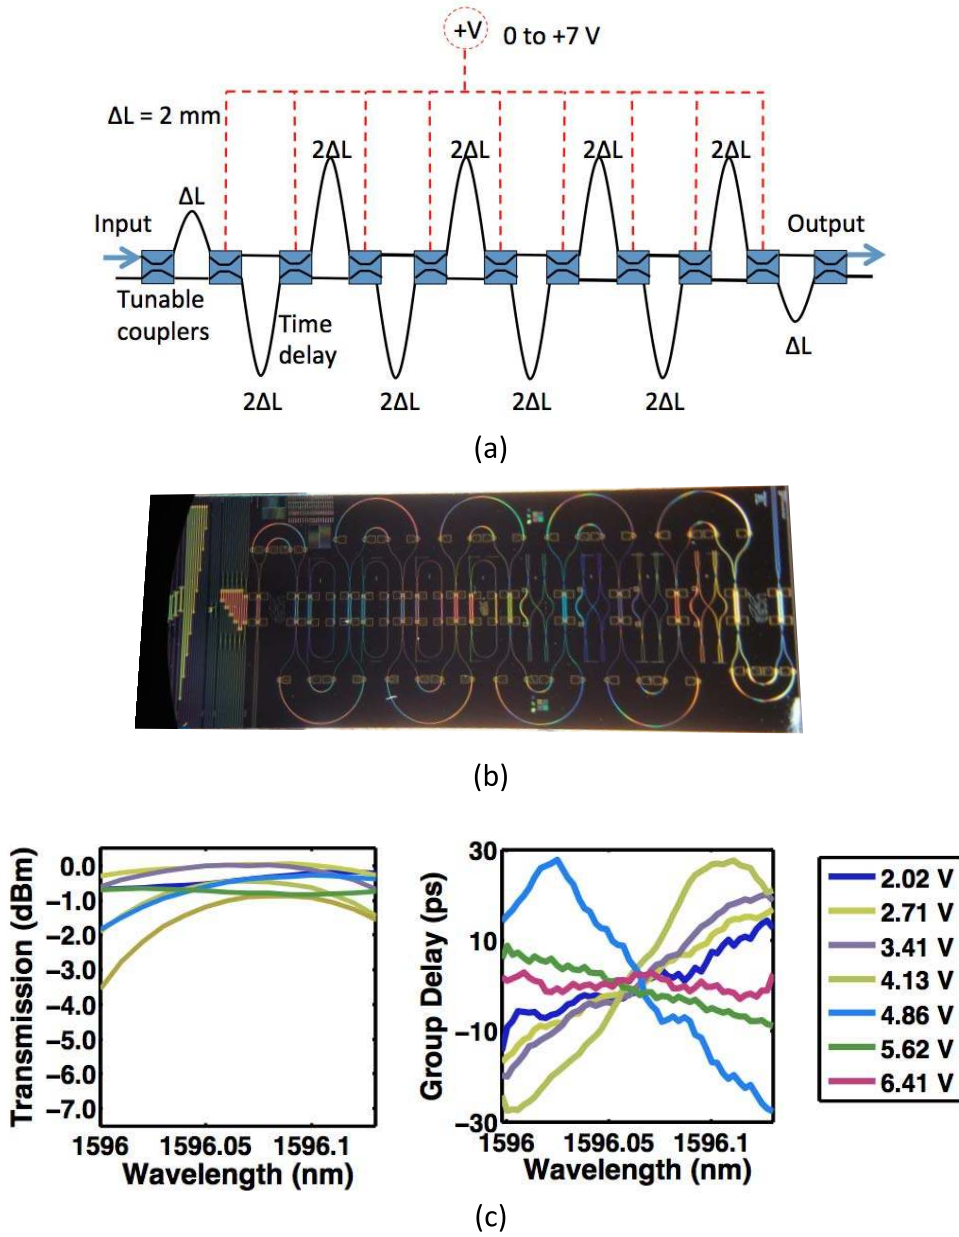 +V 0 to +7 V
ΔL = 2 mm
2ΔL 2ΔL 2ΔL 2ΔL
ΔL
Input Output
Tunable
couplers
Time
delay
ΔL
2ΔL 2ΔL 2ΔL 2ΔL
(a)
(b)
Transmission (dBm)
0.0
-1.0
-2.0
-3.0
-4.0
-5.0
-6.0
-7.0
1596 1596.05 1596.1
Wavelength (nm)
Group Delay (ps)
30
10
-10
-30
1596 1596.05 1596.1
Wavelength (nm)
2.02 V
2.71 V
3.41 V
4.13 V
4.86 V
5.62 V
6.41 V
(c)